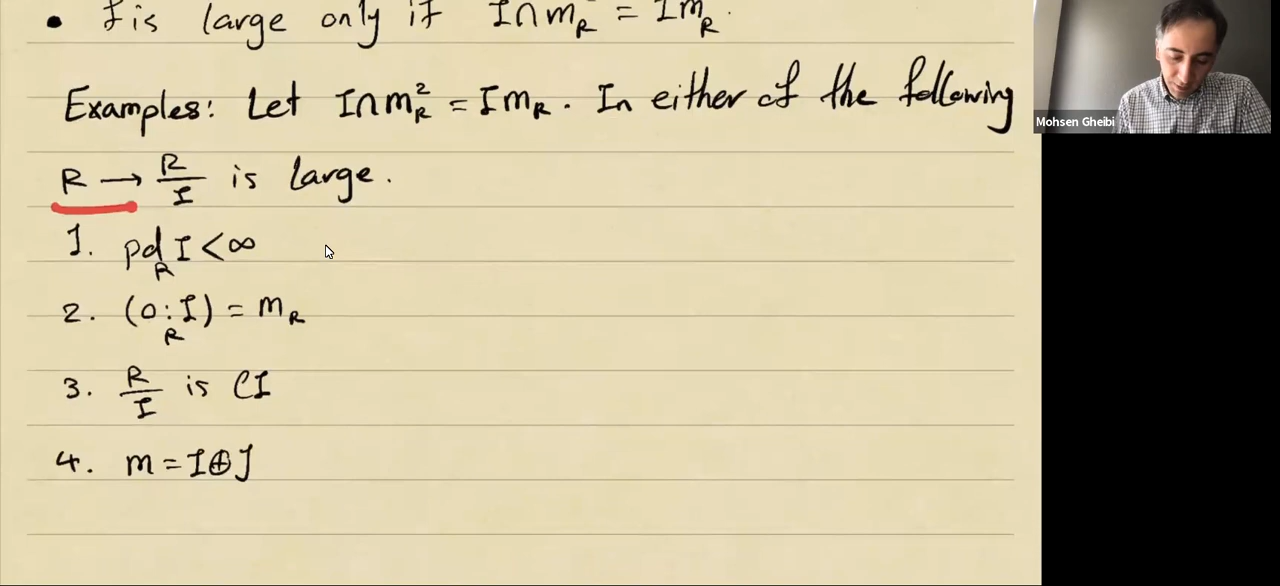 • f is large only if I∩m_R^2 = Im_R.
Examples: Let I∩m_R^2 = Im_R. In either of the following
R → R/I is large.
1. pd_R I < ∞
2. (0 :_R I) = m_R
3. R/I is CI
4. m = I⊕J
Mohsen Gheibi